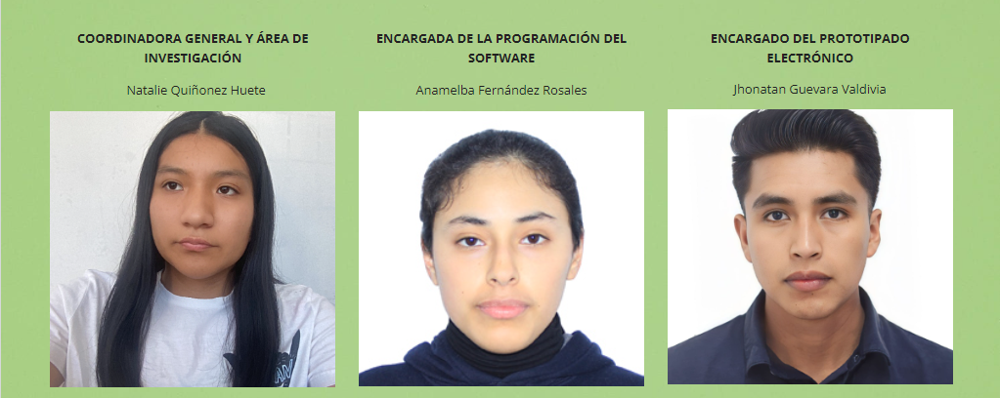 COORDINADORA GENERAL Y ÁREA DE
INVESTIGACIÓN
Natalie Quiñonez Huete
ENCARGADA DE LA PROGRAMACIÓN DEL
SOFTWARE
Anamelba Fernández Rosales
ENCARGADO DEL PROTOTIPADO
ELECTRÓNICO
Jhonatan Guevara Valdivia